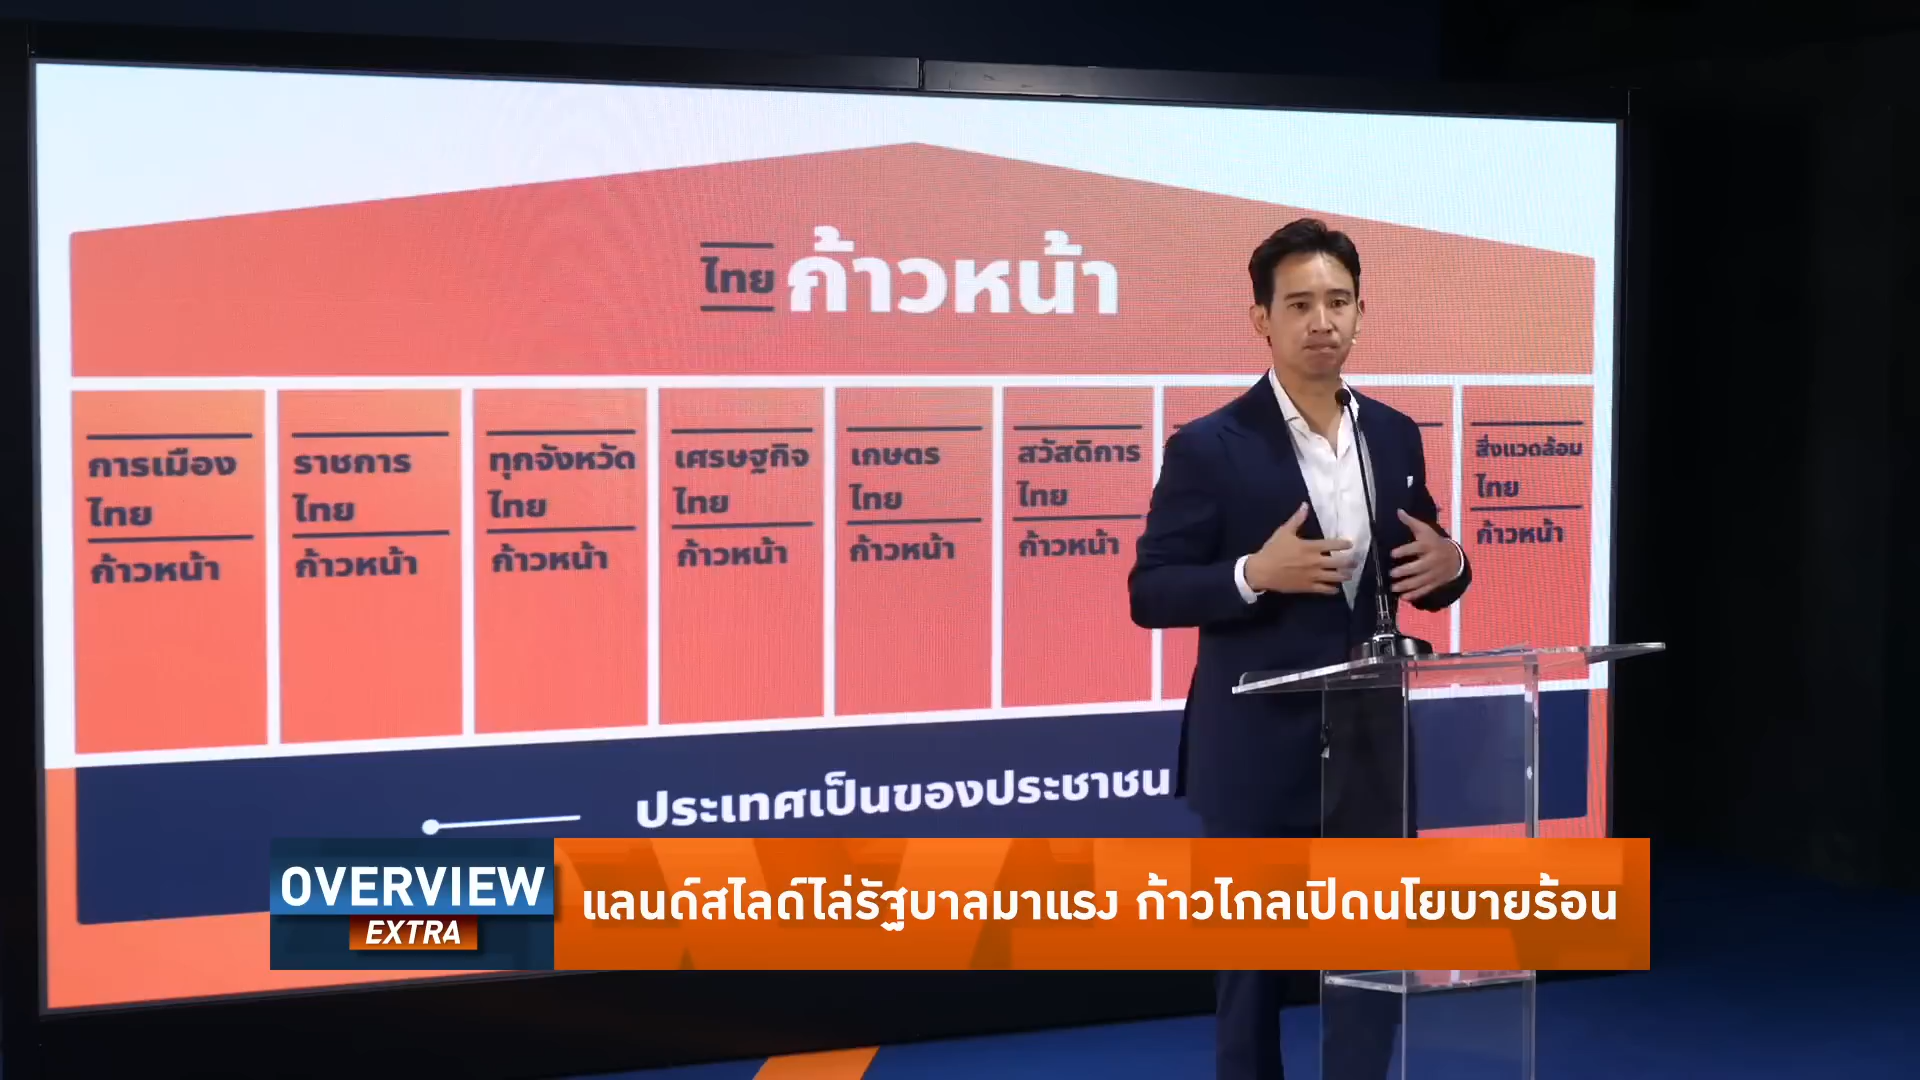 ไทย ก้าวหน้า
การเมือง
ไทย
ก้าวหน้า
ราชการ
ไทย
ก้าวหน้า
ทุกจังหวัด
ไทย
ก้าวหน้า
เศรษฐกิจ
ไทย
ก้าวหน้า
เกษตร
ไทย
ก้าวหน้า
สวัสดิการ
ไทย
ก้าวหน้า
สิ่งแวดล้อม
ไทย
ก้าวหน้า
ประเทศเป็นของประชาชน
OVERVIEW
EXTRA
แลนด์สไลด์ไล่รัฐบาลมาแรง ก้าวไกลเปิดนโยบายร้อน